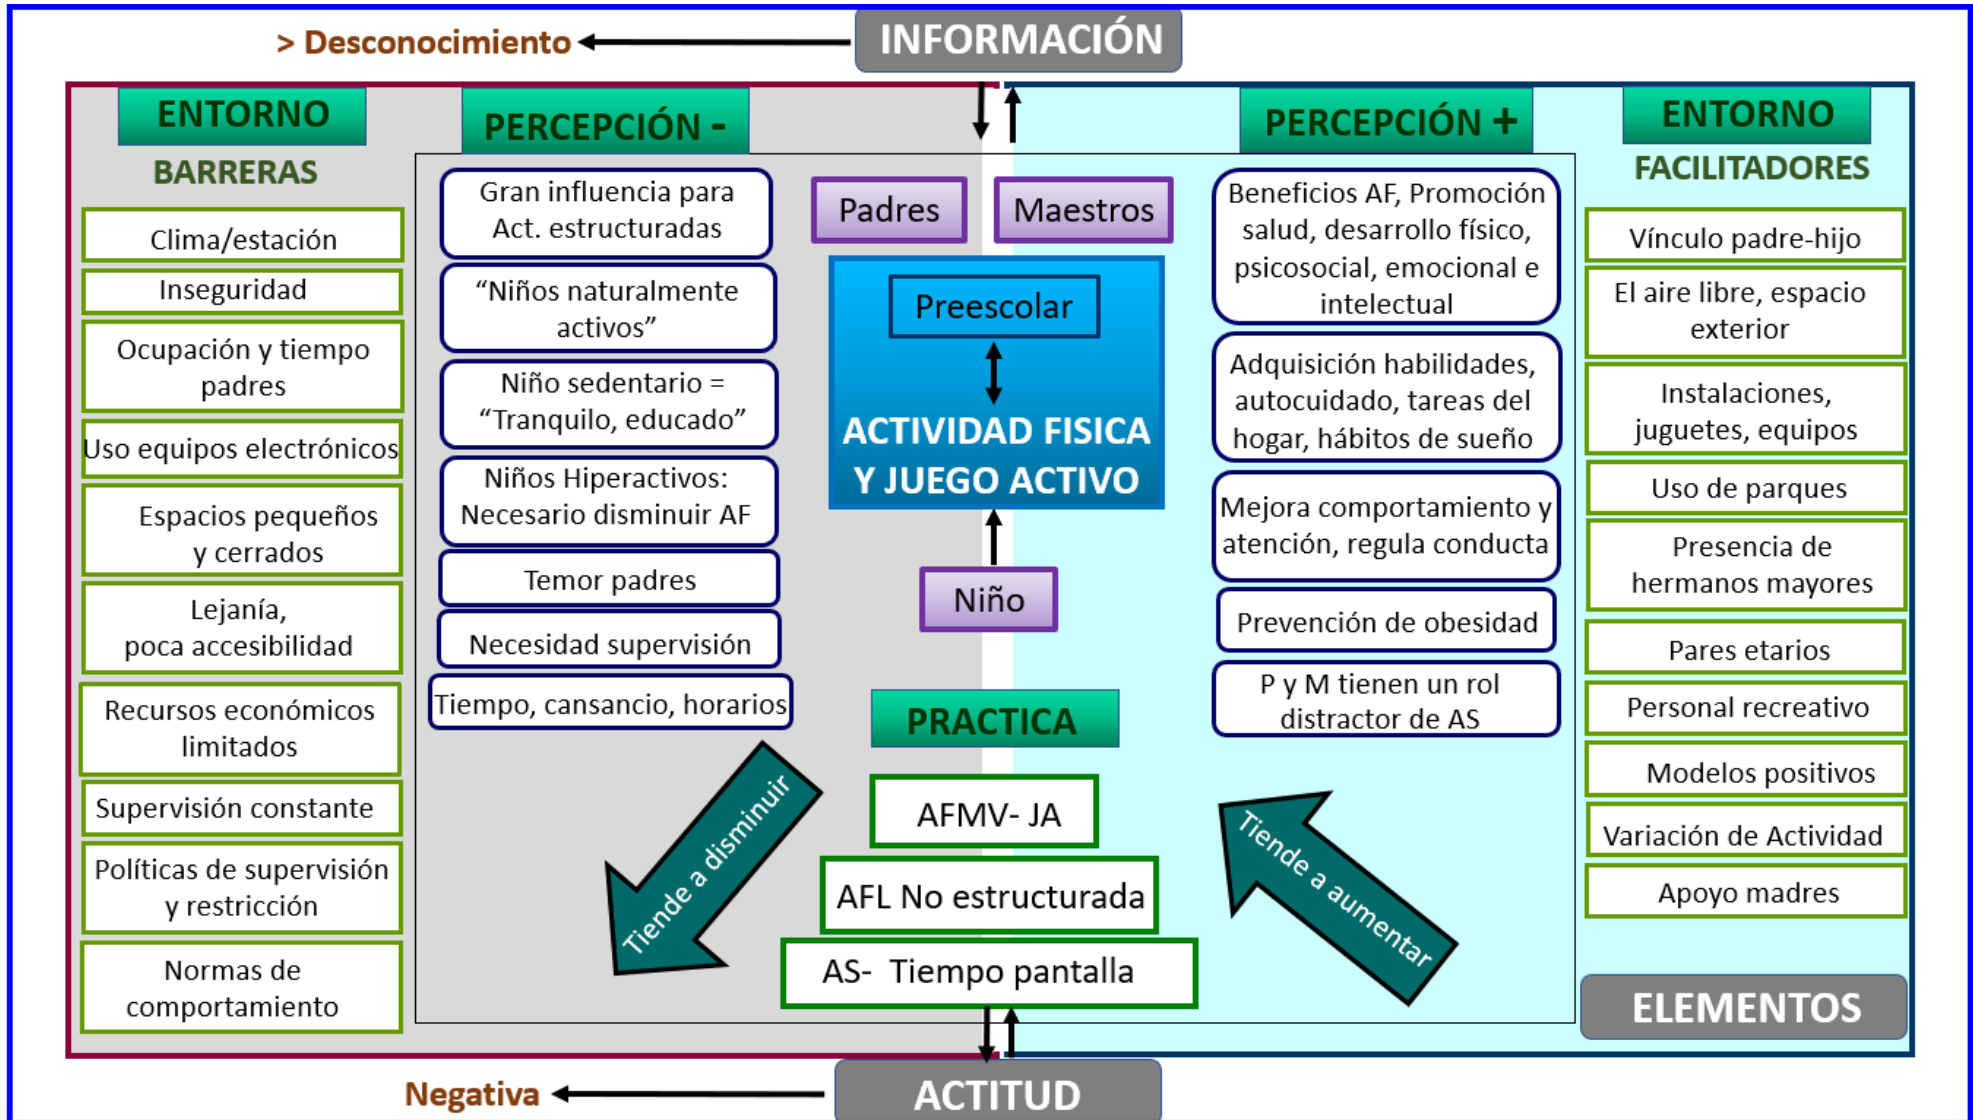 INFORMACIÓN
> Desconocimiento
ENTORNO
BARRERAS
Clima/estación
Inseguridad
Ocupación y tiempo
padres
Uso equipos electrónicos
Espacios pequeños
y cerrados
Lejanía,
poca accesibilidad
Recursos económicos
limitados
Supervisión constante
Políticas de supervisión
y restricción
Normas de
comportamiento
PERCEPCIÓN -
Gran influencia para
Act. estructuradas
“Niños naturalmente
activos”
Niño sedentario =
“Tranquilo, educado”
Niños Hiperactivos:
Necesario disminuir AF
Temor padres
Necesidad supervisión
Tiempo, cansancio, horarios
Tiende a disminuir
Padres
Maestros
Preescolar
ACTIVIDAD FISICA
Y JUEGO ACTIVO
Niño
PRACTICA
AFMV- JA
AFL No estructurada
AS- Tiempo pantalla
PERCEPCIÓN +
Beneficios AF, Promoción
salud, desarrollo físico,
psicosocial, emocional e
intelectual
Adquisición habilidades,
autocuidado, tareas del
hogar, hábitos de sueño
Mejora comportamiento y
atención, regula conducta
Prevención de obesidad
P y M tienen un rol
distractor de AS
Tiende a aumentar
ENTORNO
FACILITADORES
Vínculo padre-hijo
El aire libre, espacio
exterior
Instalaciones,
juguetes, equipos
Uso de parques
Presencia de
hermanos mayores
Pares etarios
Personal recreativo
Modelos positivos
Variación de Actividad
Apoyo madres
ELEMENTOS
ACTITUD
Negativa